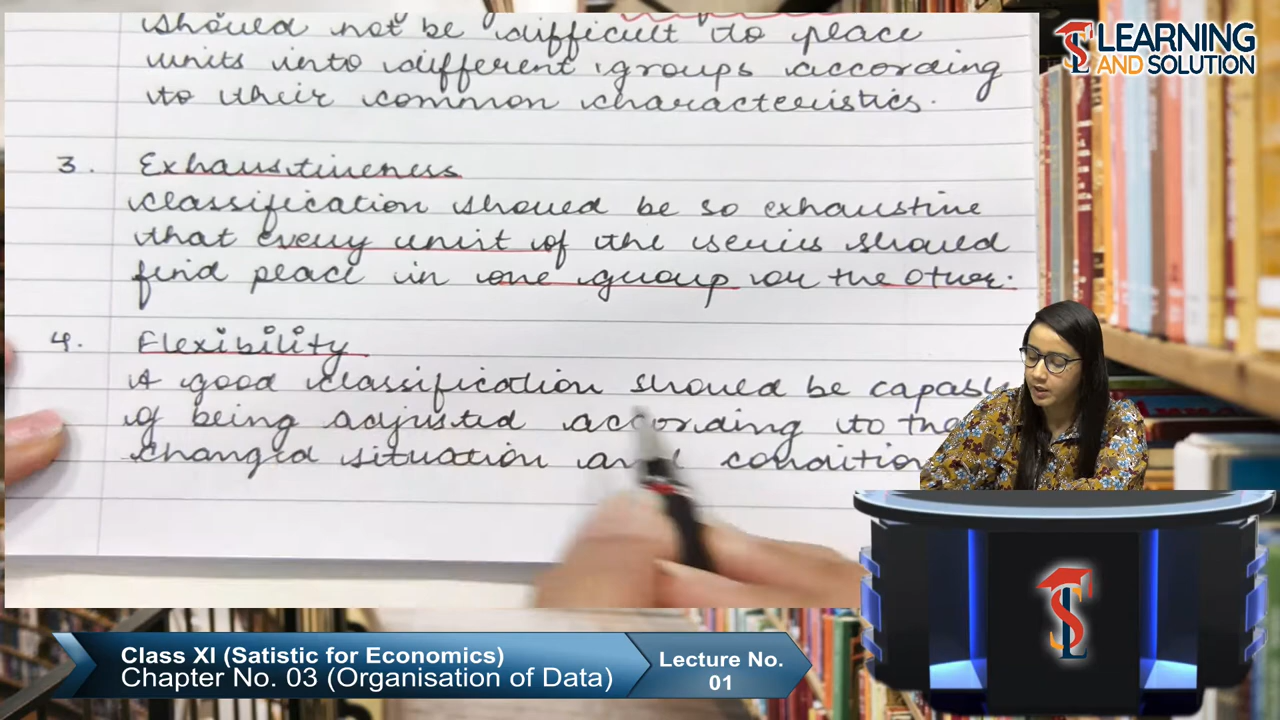 should not be difficult to place
units into different groups according
to their common characteristics.
3. Exhaustiveness
classification should be so exhaustive
that every unit of the series should
find place in one group or the other.
4. Flexibility
A good classification should be
of being adjusted according to the
changed situation and
LEARNING
AND SOLUTION
Class XI (Satistic for Economics)
Chapter No. 03 (Organisation of Data)
Lecture No.
01